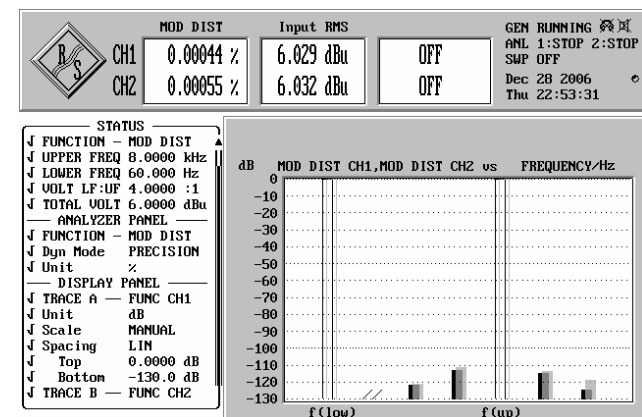 MOD DIST Input RMS
R/S CH1 0.00044 % 6.029 dBu OFF
CH2 0.00055 % 6.032 dBu OFF
GEN RUNNING
ANL 1:STOP 2:STOP
SWP OFF
Dec 28 2006
Thu 22:53:31
STATUS
√ FUNCTION - MOD DIST
√ UPPER FREQ 8.0000 kHz
√ LOWER FREQ 60.000 Hz
√ VOLT LF:UF 4.0000 :1
√ TOTAL VOLT 6.0000 dBu
ANALYZER PANEL
√ FUNCTION - MOD DIST
√ Dyn Mode PRECISION
√ Unit %
DISPLAY PANEL
√ TRACE A — FUNC CH1
√ Unit dB
√ Scale MANUAL
√ Spacing LIN
√ Top 0.0000 dB
√ Bottom -130.0 dB
√ TRACE B — FUNC CH2
dB MOD DIST CH1,MOD DIST CH2 vs FREQUENCY/Hz
0
-10
-20
-30
-40
-50
-60
-70
-80
-90
-100
-110
-120
-130
f(low) f(up)